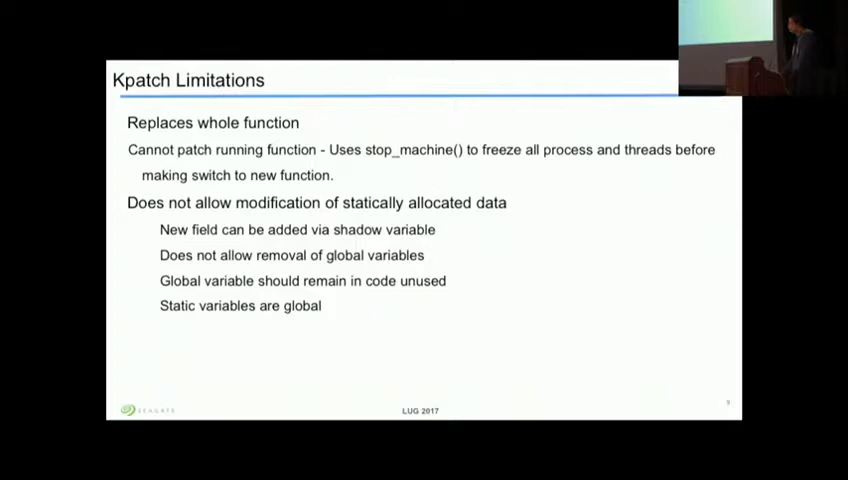 Kpatch Limitations
Replaces whole function
Cannot patch running function - Uses stop_machine() to freeze all process and threads before
making switch to new function.
Does not allow modification of statically allocated data
New field can be added via shadow variable
Does not allow removal of global variables
Global variable should remain in code unused
Static variables are global
SEAGATE
LUG 2017